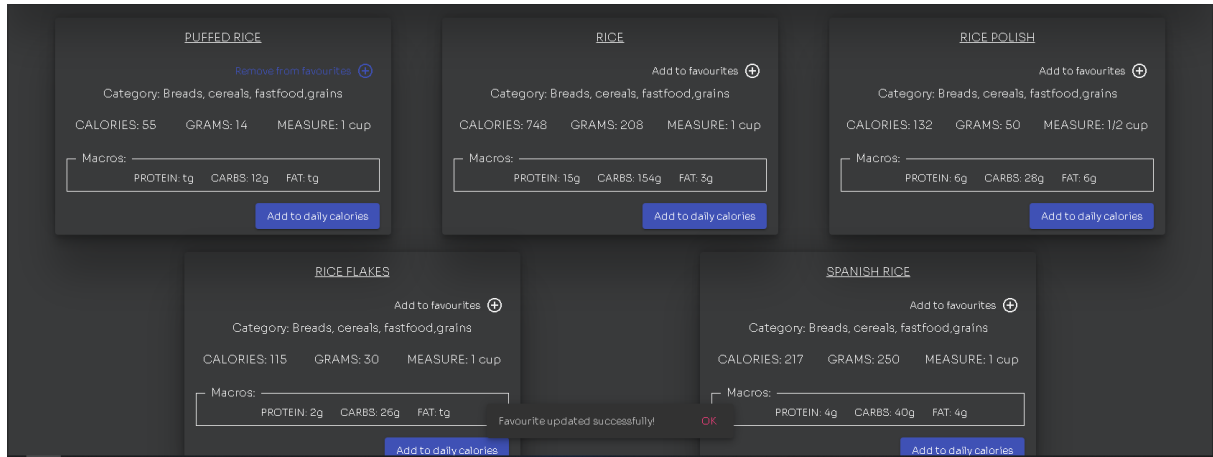 PUFFED RICE
Remove from favourites
Category: Breads, cereals, fastfood,grains
CALORIES: 55 GRAMS: 14 MEASURE: 1 cup
Macros:
PROTEIN: tg CARBS: 12g FAT: tg
Add to daily calories
RICE
Add to favourites
Category: Breads, cereals, fastfood,grains
CALORIES: 748 GRAMS: 208 MEASURE: 1 cup
Macros:
PROTEIN: 15g CARBS: 154g FAT: 3g
Add to daily calories
RICE POLISH
Add to favourites
Category: Breads, cereals, fastfood,grains
CALORIES: 132 GRAMS: 50 MEASURE: 1/2 cup
Macros:
PROTEIN: 6g CARBS: 28g FAT: 6g
Add to daily calories
RICE FLAKES
Add to favourites
Category: Breads, cereals, fastfood,grains
CALORIES: 115 GRAMS: 30 MEASURE: 1 cup
Macros:
PROTEIN: 2g CARBS: 26g FAT: tg
Add to daily calories
SPANISH RICE
Add to favourites
Category: Breads, cereals, fastfood,grains
CALORIES: 217 GRAMS: 250 MEASURE: 1 cup
Macros:
PROTEIN: 4g CARBS: 40g FAT: 4g
Add to daily calories
Favourite updated successfully! OK